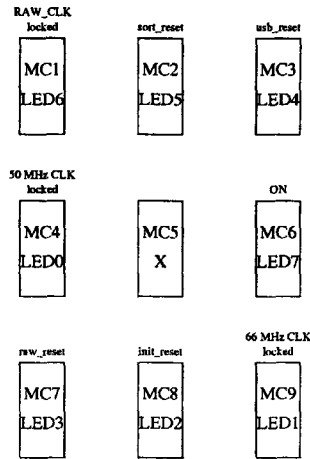 RAW_CLK
locked sort_reset usb_reset
MC1 MC2 MC3
LED6 LED5 LED4
50 MHz CLK
locked ON
MC4 MC5 MC6
LED0 X LED7
66 MHz CLK
raw_reset init_reset locked
MC7 MC8 MC9
LED3 LED2 LED1